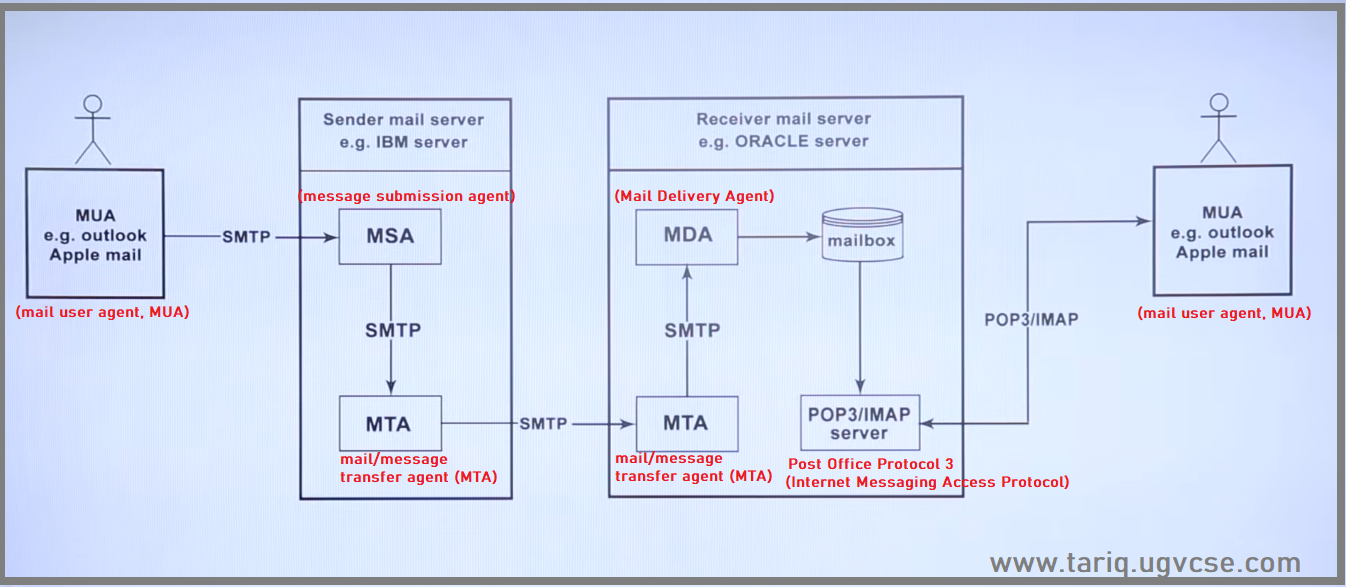 Sender mail server
e.g. IBM server
Receiver mail server
e.g. ORACLE server
(message submission agent)
(Mail Delivery Agent)
MUA
e.g. outlook
Apple mail
(mail user agent, MUA)
SMTP
MSA
SMTP
MTA
mail/message
transfer agent (MTA)
SMTP
MDA
mailbox
SMTP
MTA
mail/message
transfer agent (MTA)
POP3/IMAP
server
Post Office Protocol 3
(Internet Messaging Access Protocol)
POP3/IMAP
MUA
e.g. outlook
Apple mail
(mail user agent, MUA)
www.tariq.ugvcse.com